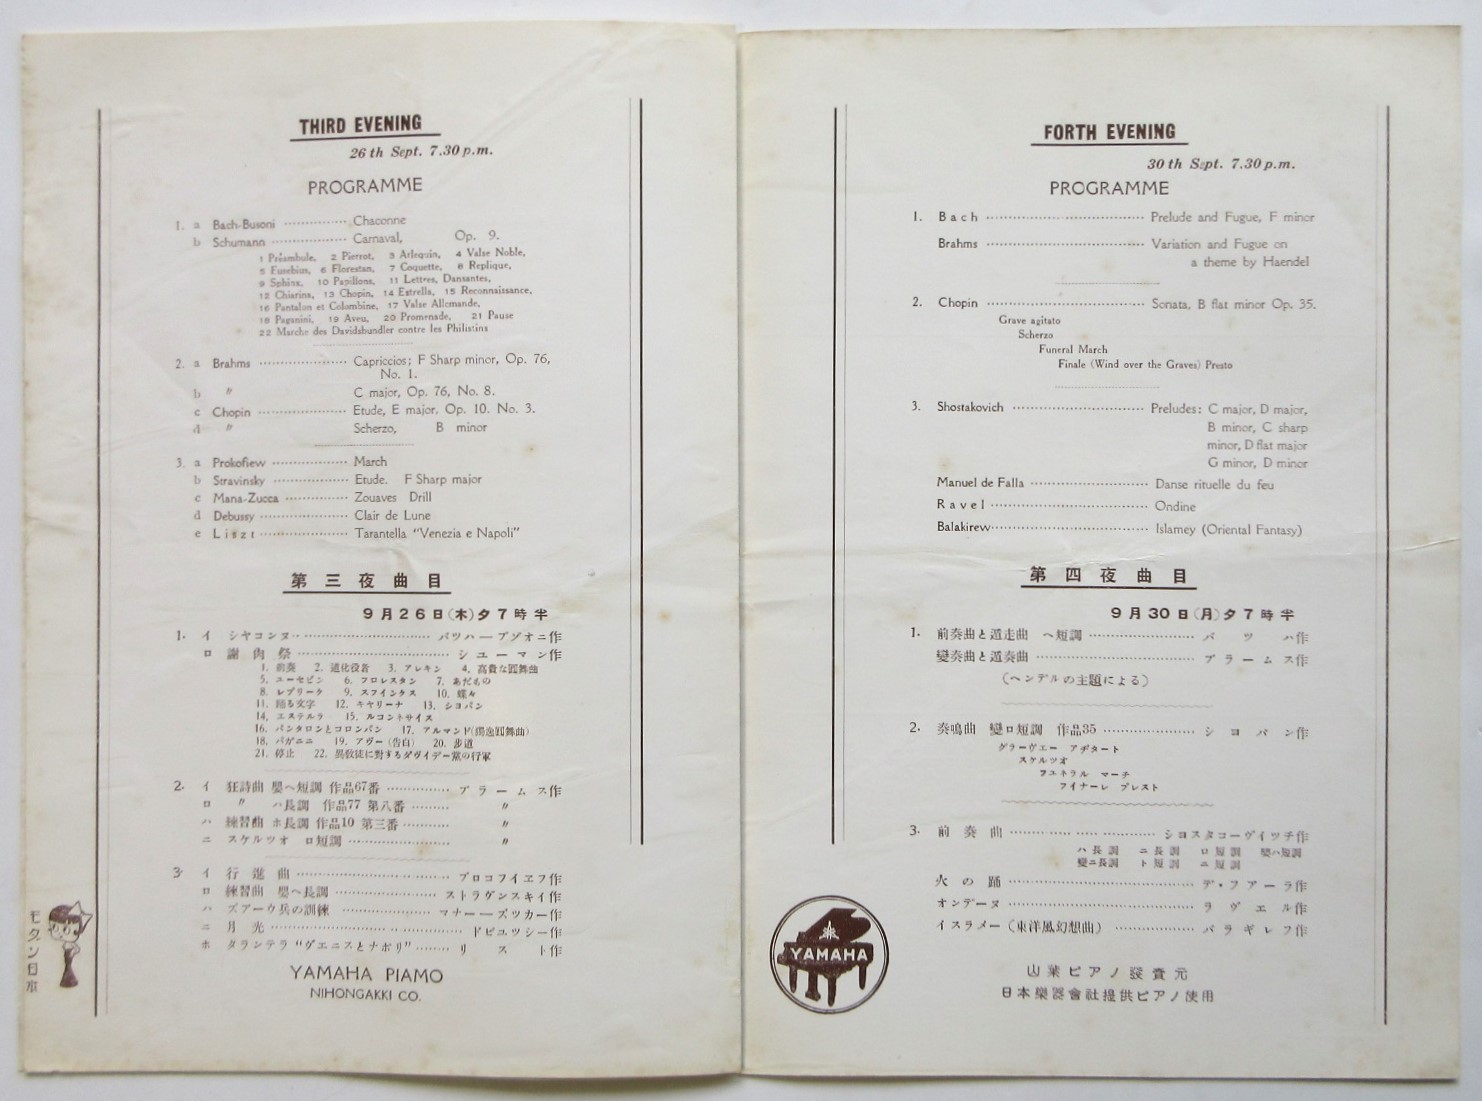 THIRD EVENING
26th Sept. 7.30 p.m.
PROGRAMME
1. a Bach-Busoni ............... Chaconne
b Schumann .................. Carnaval, Op. 9.
1 Préambule, 2 Pierrot, 3 Arlequin, 4 Valse Noble,
5 Eusebius, 6 Florestan, 7 Coquette, 8 Replique,
9 Sphinx, 10 Papillons, 11 Lettres, Dansantes,
12 Chiarina, 13 Chopin, 14 Estrella, 15 Reconnaissance,
16 Pantalon et Colombine, 17 Valse Allemande,
18 Paganini, 19 Aveu, 20 Promenade, 21 Pause
22 Marche des Davidsbundler contre les Philistins
2. a Brahms ..................... Capriccios; F Sharp minor, Op. 76,
No. 1.
b 〃 C major, Op. 76, No. 8.
c Chopin ..................... Etude, E major. Op. 10. No. 3.
d 〃 Scherzo, B minor
3. a Prokofiew .................. March
b Stravinsky .................. Etude. F Sharp major
c Mana-Zucca ............... Zouaves Drill
d Debussy ..................... Clair de Lune
e Liszt ..................... Tarantella "Venezia e Napoli"
第三夜曲目
9月26日(木)夕7時半
1. イ シヤコンヌ .............................. バツハ―ブゾオニ作
ロ 謝肉祭 .................................... シユーマン作
1. 前奏 2. 道化役者 3. アレキン 4. 高貴な圓舞曲
5. ユーセビン 6. フロレスタン 7. あだもの
8. レプリーク 9. スフインクス 10. 蝶々
11. 踊る文字 12. キヤリーナ 13. シヨパン
14. エステルラ 15. ルコントサイス
16. パンタロンとコロンバン 17. アルマンド(獨逸圓舞曲)
18. パガニニ 19. アヴー(告白) 20. 步道
21. 停止 22. 異敎徒に對するダヴイデー黨の行軍
2. イ 狂詩曲 嬰ヘ短調 作品67番 ............... ブラームス作
ロ 〃 ハ長調 作品77 第八番 ......... 〃
ハ 練習曲 ホ長調 作品10 第三番 .......... 〃
ニ スケルツオ ロ短調 ........................ 〃
3. イ 行進曲 .................................... プロコフイエフ作
ロ 練習曲 嬰ヘ長調 ........................ ストラヴンスキイ作
ハ ズアーウ兵の訓練 ..................... マナー―ズツカー作
ニ 月光 .......................................... ドビユツシー作
ホ タランテラ "ヴエニスとナポリ" ........ リスト作
YAMAHA PIAMO
NIHONGAKKI CO.
モダン日本
FORTH EVENING
30th Sept. 7.30 p.m.
PROGRAMME
1. Bach .................................... Prelude and Fugue, F minor
Brahms .................................... Variation and Fugue on
a theme by Haendel
2. Chopin .................................... Sonata, B flat minor Op. 35.
Grave agitato
Scherzo
Funeral March
Finale (Wind over the Graves) Presto
3. Shostakovich .............................. Preludes: C major, D major,
B minor, C sharp
minor, D flat major
G minor, D minor
Manuel de Falla ........................... Danse rituelle du feu
Ravel .................................... Ondine
Balakirew.................................... Islamey (Oriental Fantasy)
第四夜曲目
9月30日(月)夕7時半
1. 前奏曲と遁走曲 ヘ短調 ........................ バツハ作
變奏曲と遁奏曲 .................................... ブラームス作
(ヘンデルの主題による)
2. 奏鳴曲 變ロ短調 作品35 ..................... シヨパン作
グラーヴエー アヂタート
スケルツオ
フユネラル マーチ
フイナーレ プレスト
3. 前奏曲 .............................. シヨスタコーヴイツチ作
ハ長調 ニ長調 ロ短調 嬰ハ短調
變ニ長調 ト短調 ニ短調
火の踊 .......................................... デ・フアーラ作
オンデーヌ .................................... ラヴエル作
イスラメー(東洋風幻想曲) .................. バラギレフ作
YAMAHA
山葉ピアノ發賣元
日本樂器會社提供ピアノ使用